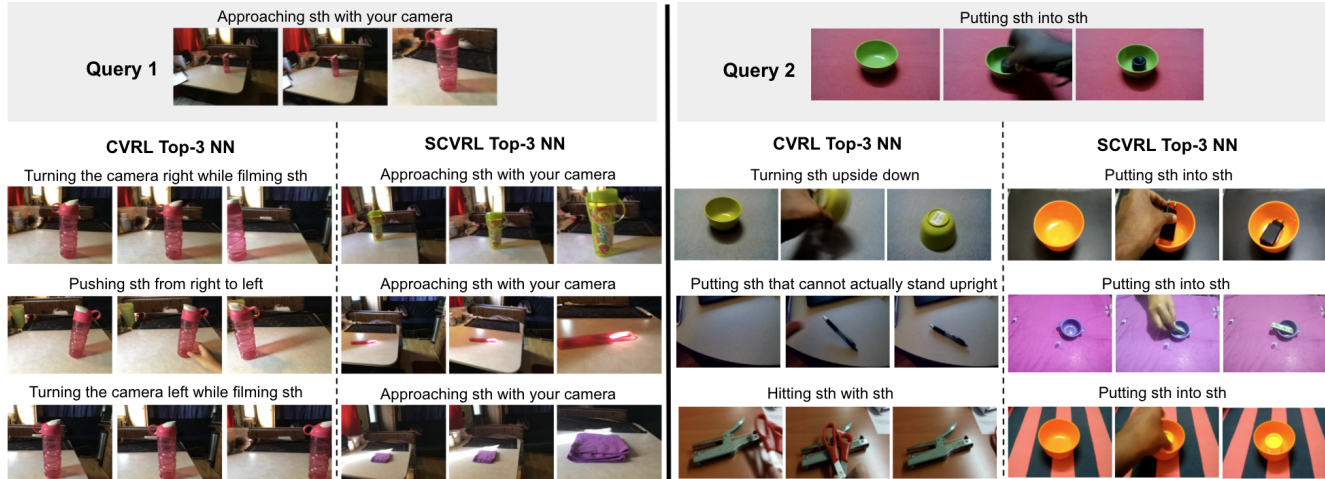 Approaching sth with your camera
Query 1
CVRL Top-3 NN
SCVRL Top-3 NN
Turning the camera right while filming sth
Approaching sth with your camera
Pushing sth from right to left
Approaching sth with your camera
Turning the camera left while filming sth
Approaching sth with your camera
Putting sth into sth
Query 2
CVRL Top-3 NN
SCVRL Top-3 NN
Turning sth upside down
Putting sth into sth
Putting sth that cannot actually stand upright
Putting sth into sth
Hitting sth with sth
Putting sth into sth